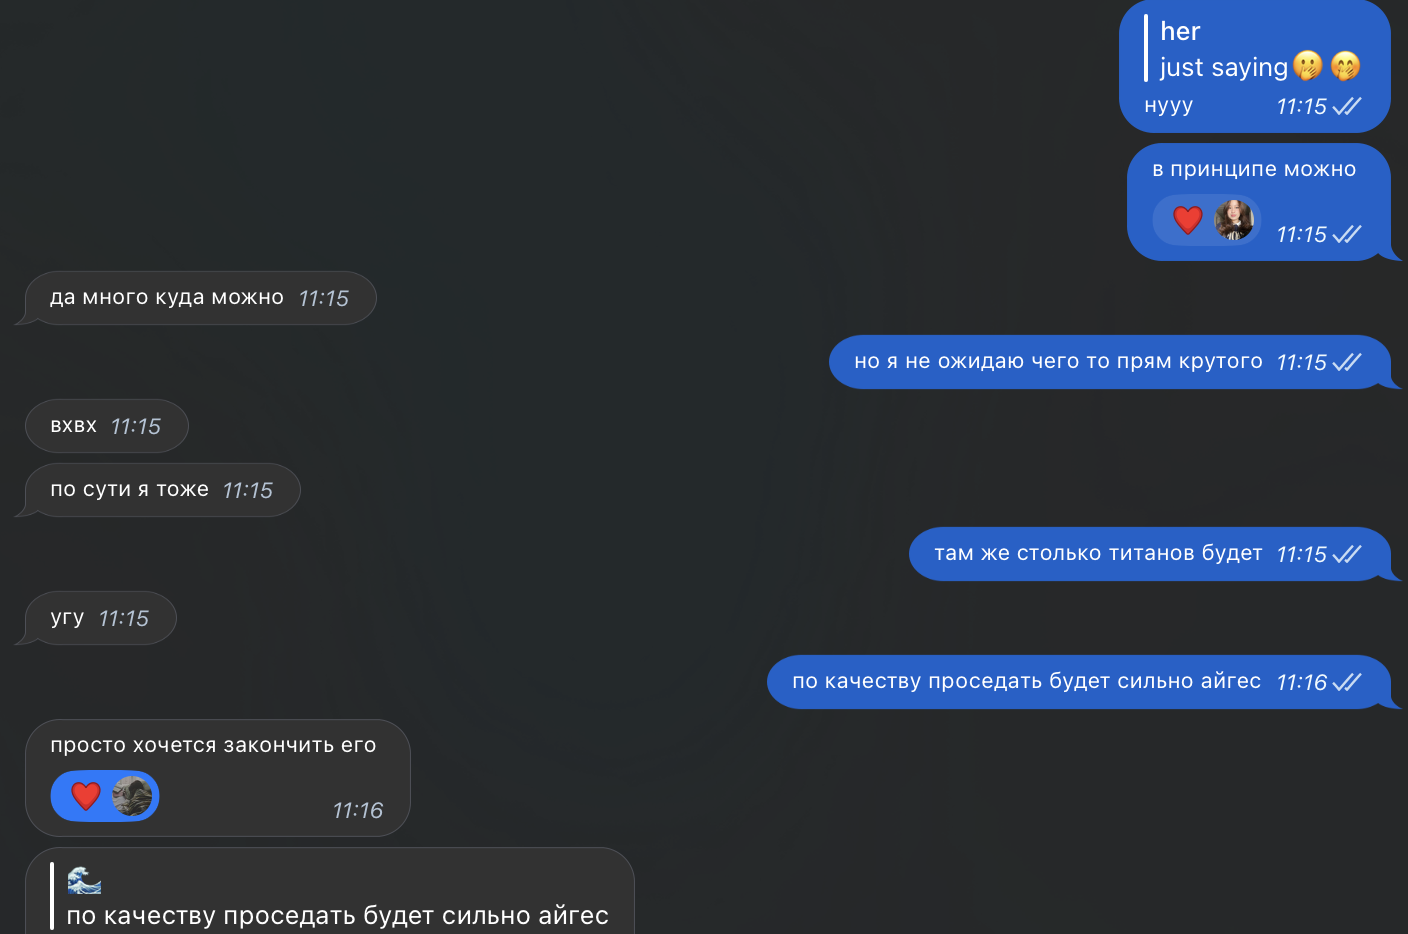 her
just saying🫢🤭
нууу 11:15
в принципе можно
❤️ 11:15
да много куда можно 11:15
но я не ожидаю чего то прям крутого 11:15
вхвх 11:15
по сути я тоже 11:15
там же столько титанов будет 11:15
угу 11:15
по качеству проседать будет сильно айгес 11:16
просто хочется закончить его
❤️ 11:16
🌊
по качеству проседать будет сильно айгес